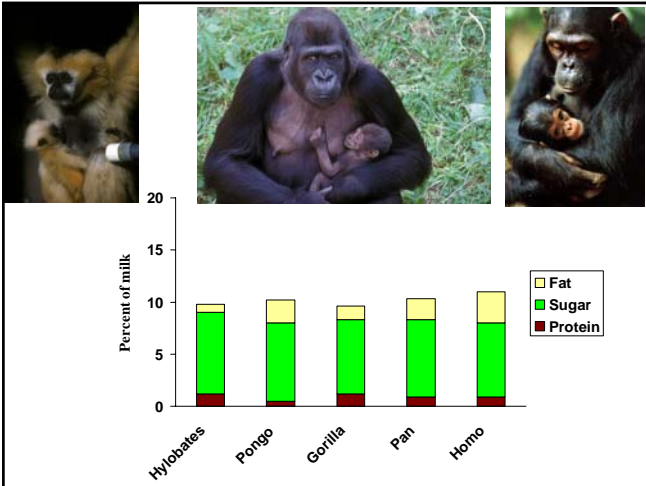 20
15
10
5
0
Percent of milk
Fat
Sugar
Protein
Hylobates
Pongo
Gorilla
Pan
Homo